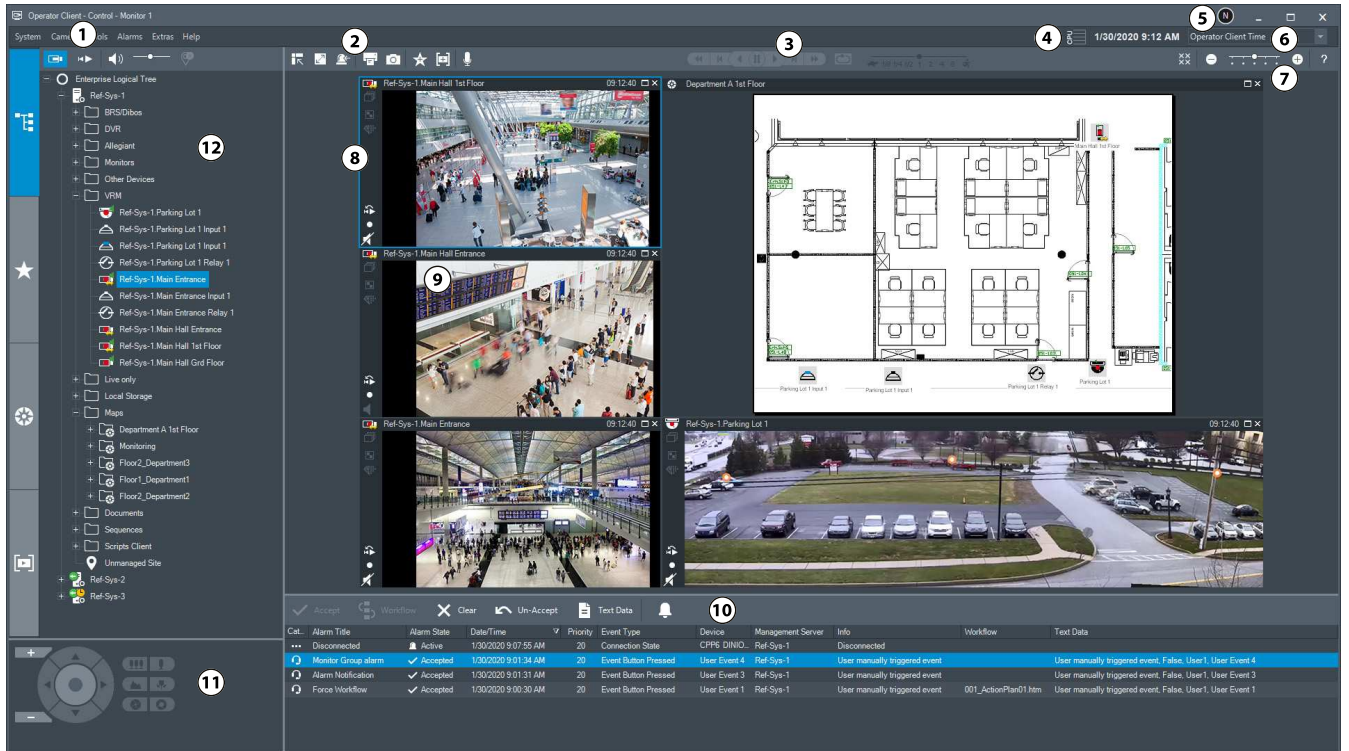 Operator Client - Control - Monitor 1
5
N
System Came ols Alarms Extras Help
1
2
3
4
CPU
1/30/2020 9:12 AM
Operator Client Time
6
7
?
Enterprise Logical Tree
Ref-Sys-1
BRS/Dibos
DVR
Allegiant
Monitors
Other Devices
VRM
Ref-Sys-1.Parking Lot 1
Ref-Sys-1.Parking Lot 1 Input 1
Ref-Sys-1.Parking Lot 1 Input 1
Ref-Sys-1.Parking Lot 1 Relay 1
Ref-Sys-1.Main Entrance
Ref-Sys-1.Main Entrance Input 1
Ref-Sys-1.Main Entrance Relay 1
Ref-Sys-1.Main Hall Entrance
Ref-Sys-1.Main Hall 1st Floor
Ref-Sys-1.Main Hall Grd Floor
Live only
Local Storage
Maps
Department A 1st Floor
Monitoring
Floor2_Department3
Floor1_Department1
Floor2_Department2
Documents
Sequences
Scripts Client
Unmanaged Site
Ref-Sys-2
Ref-Sys-3
12
Ref-Sys-1.Main Hall 1st Floor 09:12:40
8
Ref-Sys-1.Main Hall Entrance 09:12:40
9
Ref-Sys-1.Main Entrance 09:12:40
Department A 1st Floor
Main Hall 1st Floor
Parking Lot 1 Input 1
Parking Lot 1 Input 1
Parking Lot 1 Relay 1
Parking Lot 1
Ref-Sys-1.Parking Lot 1 09:12:40
Accept Workflow Clear Un-Accept Text Data
10
Cat.. Alarm Title Alarm State Date/Time Priority Event Type Device Management Server Info Workflow Text Data
Disconnected Active 1/30/2020 9:07:55 AM 20 Connection State CPP6 DINIO... Ref-Sys-1 Disconnected
Monitor Group alarm Accepted 1/30/2020 9:01:34 AM 20 Event Button Pressed User Event 4 Ref-Sys-1 User manually triggered event User manually triggered event, False, User1, User Event 4
Alarm Notification Accepted 1/30/2020 9:01:31 AM 20 Event Button Pressed User Event 3 Ref-Sys-1 User manually triggered event User manually triggered event, False, User1, User Event 3
Force Workflow Accepted 1/30/2020 9:00:30 AM 20 Event Button Pressed User Event 1 Ref-Sys-1 User manually triggered event 001_ActionPlan01.htm User manually triggered event, False, User1, User Event 1
11